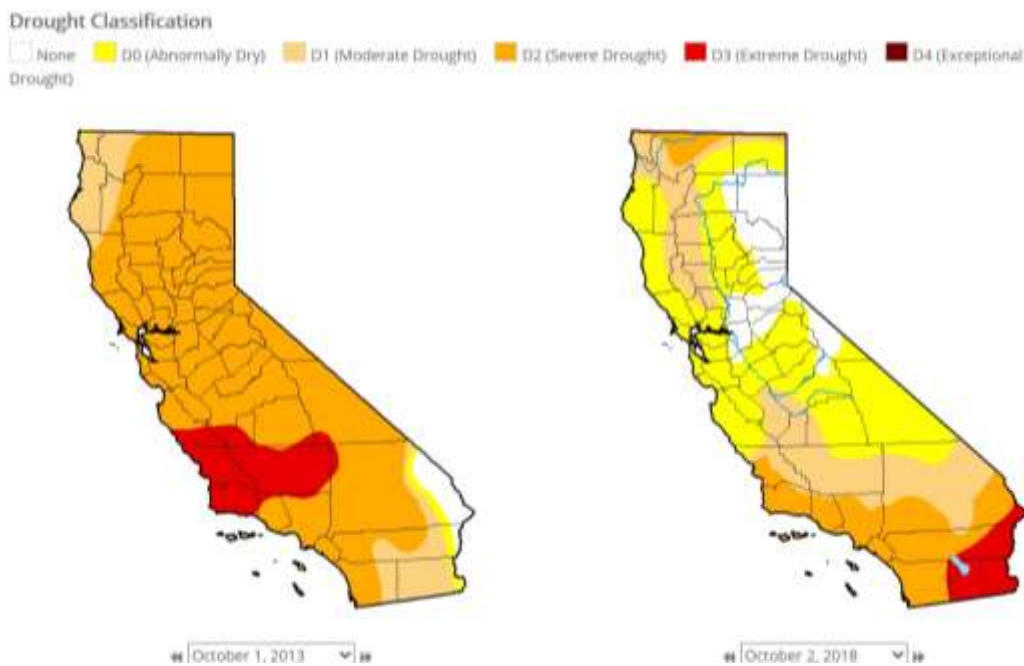 Drought Classification
None D0 (Abnormally Dry) D1 (Moderate Drought) D2 (Severe Drought) D3 (Extreme Drought) D4 (Exceptional
Drought)
October 1, 2013
October 2, 2018